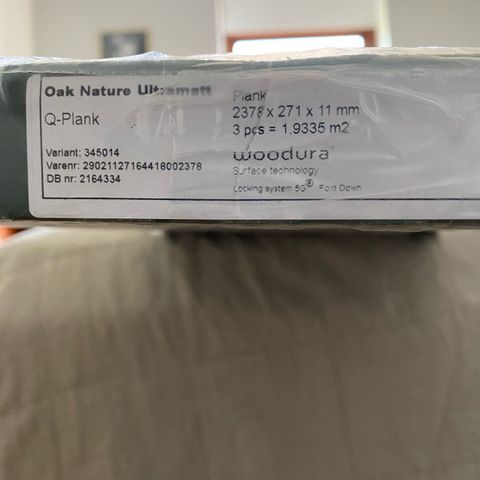 Oak Nature Ultramatt
Q-Plank
Variant: 345014
Varenr: 29021127164418002378
DB nr: 2164334
Plank
2378 x 271 x 11 mm
3 pcs = 1,9335 m2
woodura
Surface technology
Locking system 5G® Fold Down